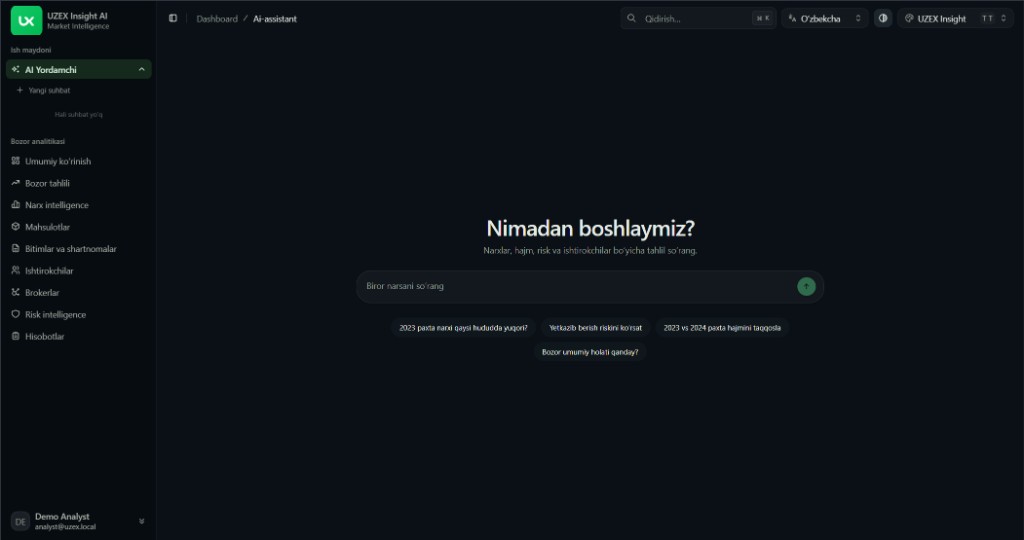 UZEX Insight AI
Market Intelligence
Ish maydoni
AI Yordamchi
Yangi suhbat
Hali suhbat yo'q
Bozor analitikasi
Umumiy ko'rinish
Bozor tahlili
Narx intelligence
Mahsulotlar
Bitimlar va shartnomalar
Ishtirokchilar
Brokerlar
Risk intelligence
Hisobotlar
DE
Demo Analyst
analyst@uzex.local
Dashboard / Ai-assistant
Qidirish... ⌘ K
O'zbekcha
UZEX Insight T T
Nimadan boshlaymiz?
Narxlar, hajm, risk va ishtirokchilar bo'yicha tahlil so'rang.
Biror narsani so'rang
2023 paxta narxi qaysi hududda yuqori?
Yetkazib berish riskini ko'rsat
2023 vs 2024 paxta hajmini taqqosla
Bozor umumiy holati qanday?